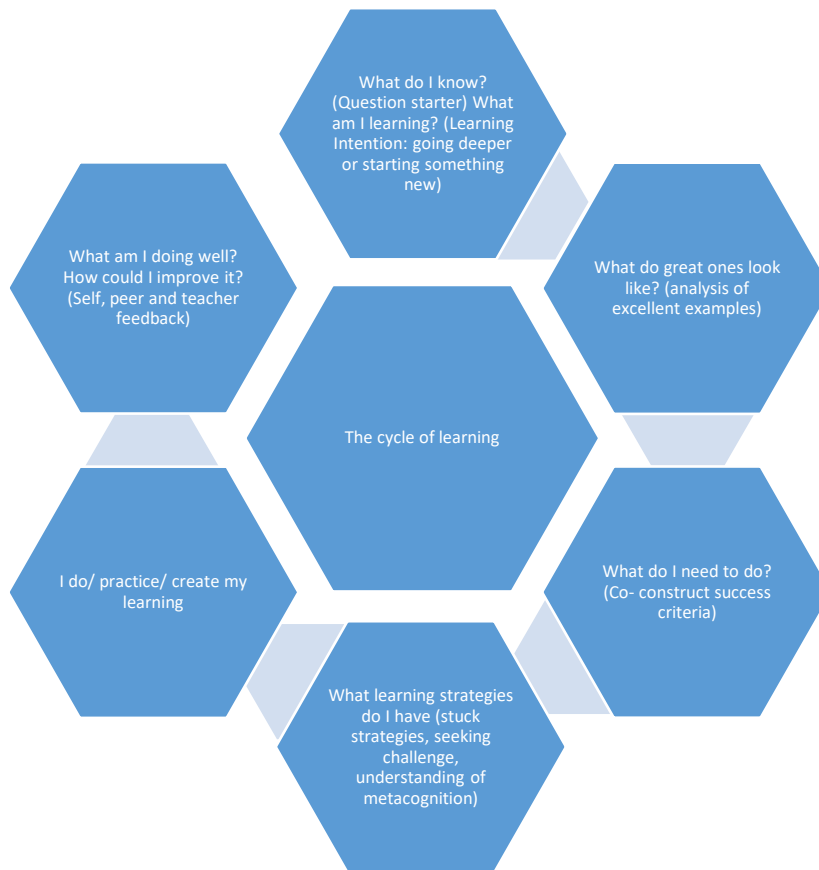 What do I know?
(Question starter) What
am I learning? (Learning
Intention: going deeper
or starting something
new)
What do great ones look
like? (analysis of
excellent examples)
What do I need to do?
(Co- construct success
criteria)
What learning strategies
do I have (stuck
strategies, seeking
challenge,
understanding of
metacognition)
I do/ practice/ create my
learning
What am I doing well?
How could I improve it?
(Self, peer and teacher
feedback)
The cycle of learning